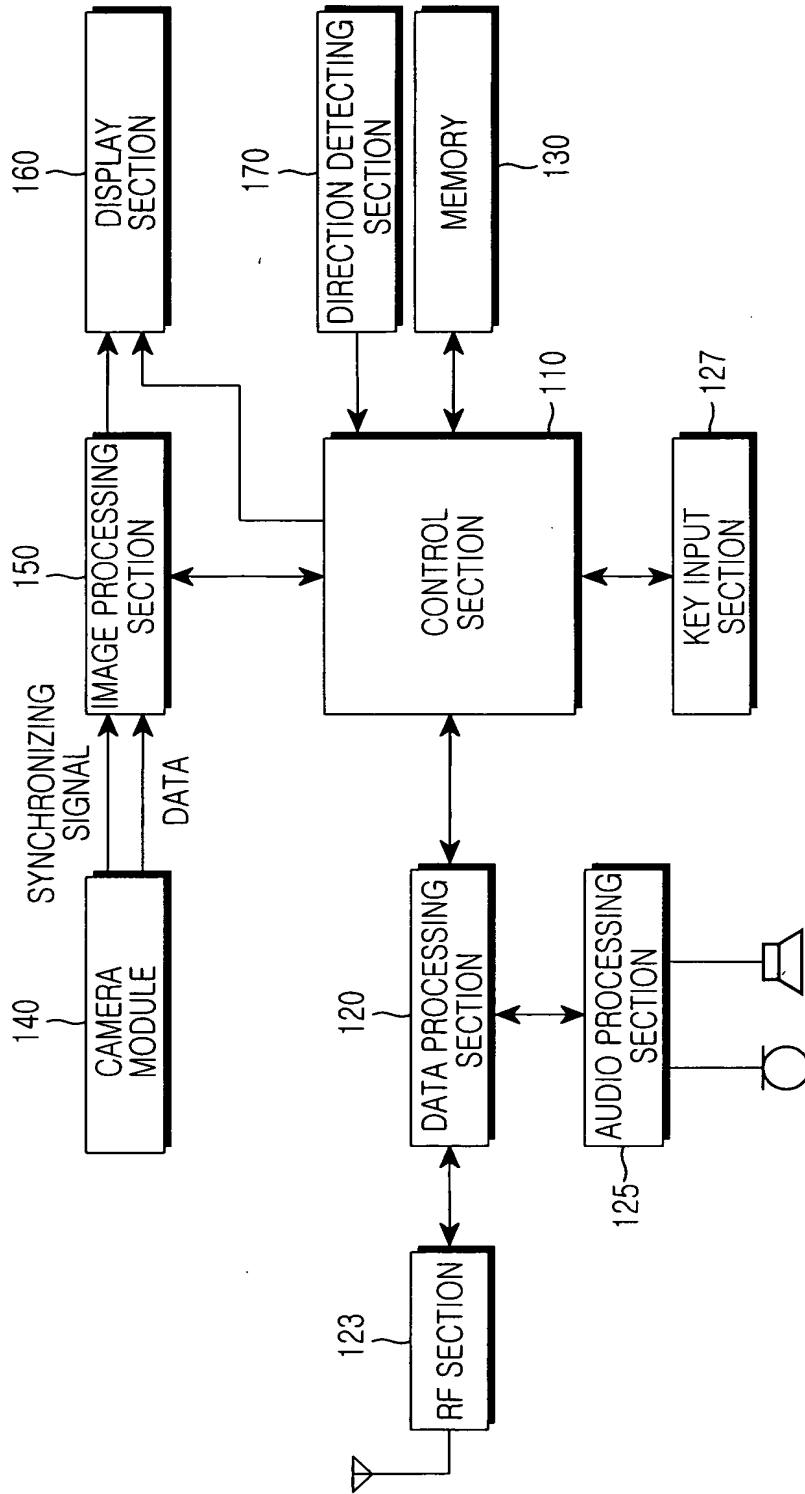 140
CAMERA
MODULE
SYNCHRONIZING
SIGNAL
DATA
150
IMAGE PROCESSING
SECTION
160
DISPLAY
SECTION
170
DIRECTION DETECTING
SECTION
MEMORY
130
110
CONTROL
SECTION
127
KEY INPUT
SECTION
123
RF SECTION
120
DATA PROCESSING
SECTION
AUDIO PROCESSING
SECTION
125